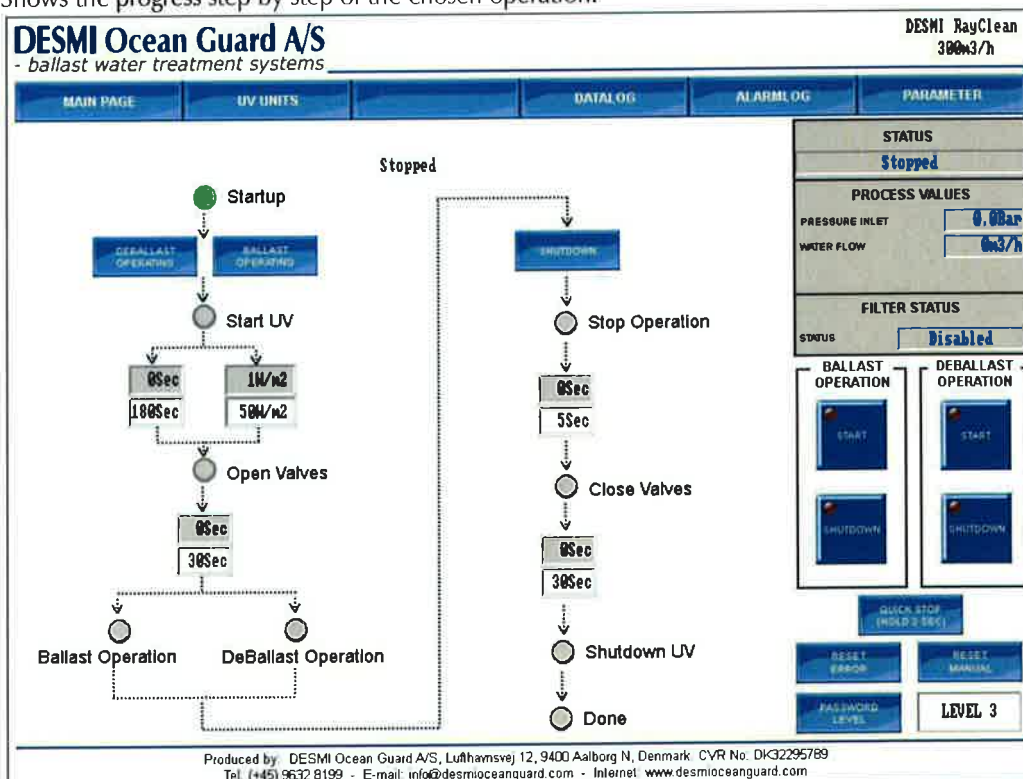 Shows the progress step by step of the chosen operation.
DESMI Ocean Guard A/S
- ballast water treatment systems
DESMI RayClean
300m3/h
MAIN PAGE
UV UNITS
DATALOG
ALARMLOG
PARAMETER
Stopped
Startup
DEBALLAST
OPERATING
BALLAST
OPERATING
Start UV
0Sec
180Sec
1W/m2
50W/m2
Open Valves
0Sec
30Sec
Ballast Operation
DeBallast Operation
SHUTDOWN
Stop Operation
0Sec
5Sec
Close Valves
0Sec
30Sec
Shutdown UV
Done
STATUS
Stopped
PROCESS VALUES
PRESSURE INLET
0.0Bar
WATER FLOW
0m3/h
FILTER STATUS
STATUS
Disabled
BALLAST
OPERATION
START
SHUTDOWN
DEBALLAST
OPERATION
START
SHUTDOWN
QUICK STOP
(HOLD 3 SEC)
RESET
ERROR
RESET
MANUAL
PASSWORD
LEVEL
LEVEL 3
Produced by: DESMI Ocean Guard A/S, Lufthavnsvej 12, 9400 Aalborg N, Denmark. CVR No: DK32295789
Tel: (+45) 9632 8199 - E-mail: info@desmioceanguard.com - Internet: www.desmioceanguard.com